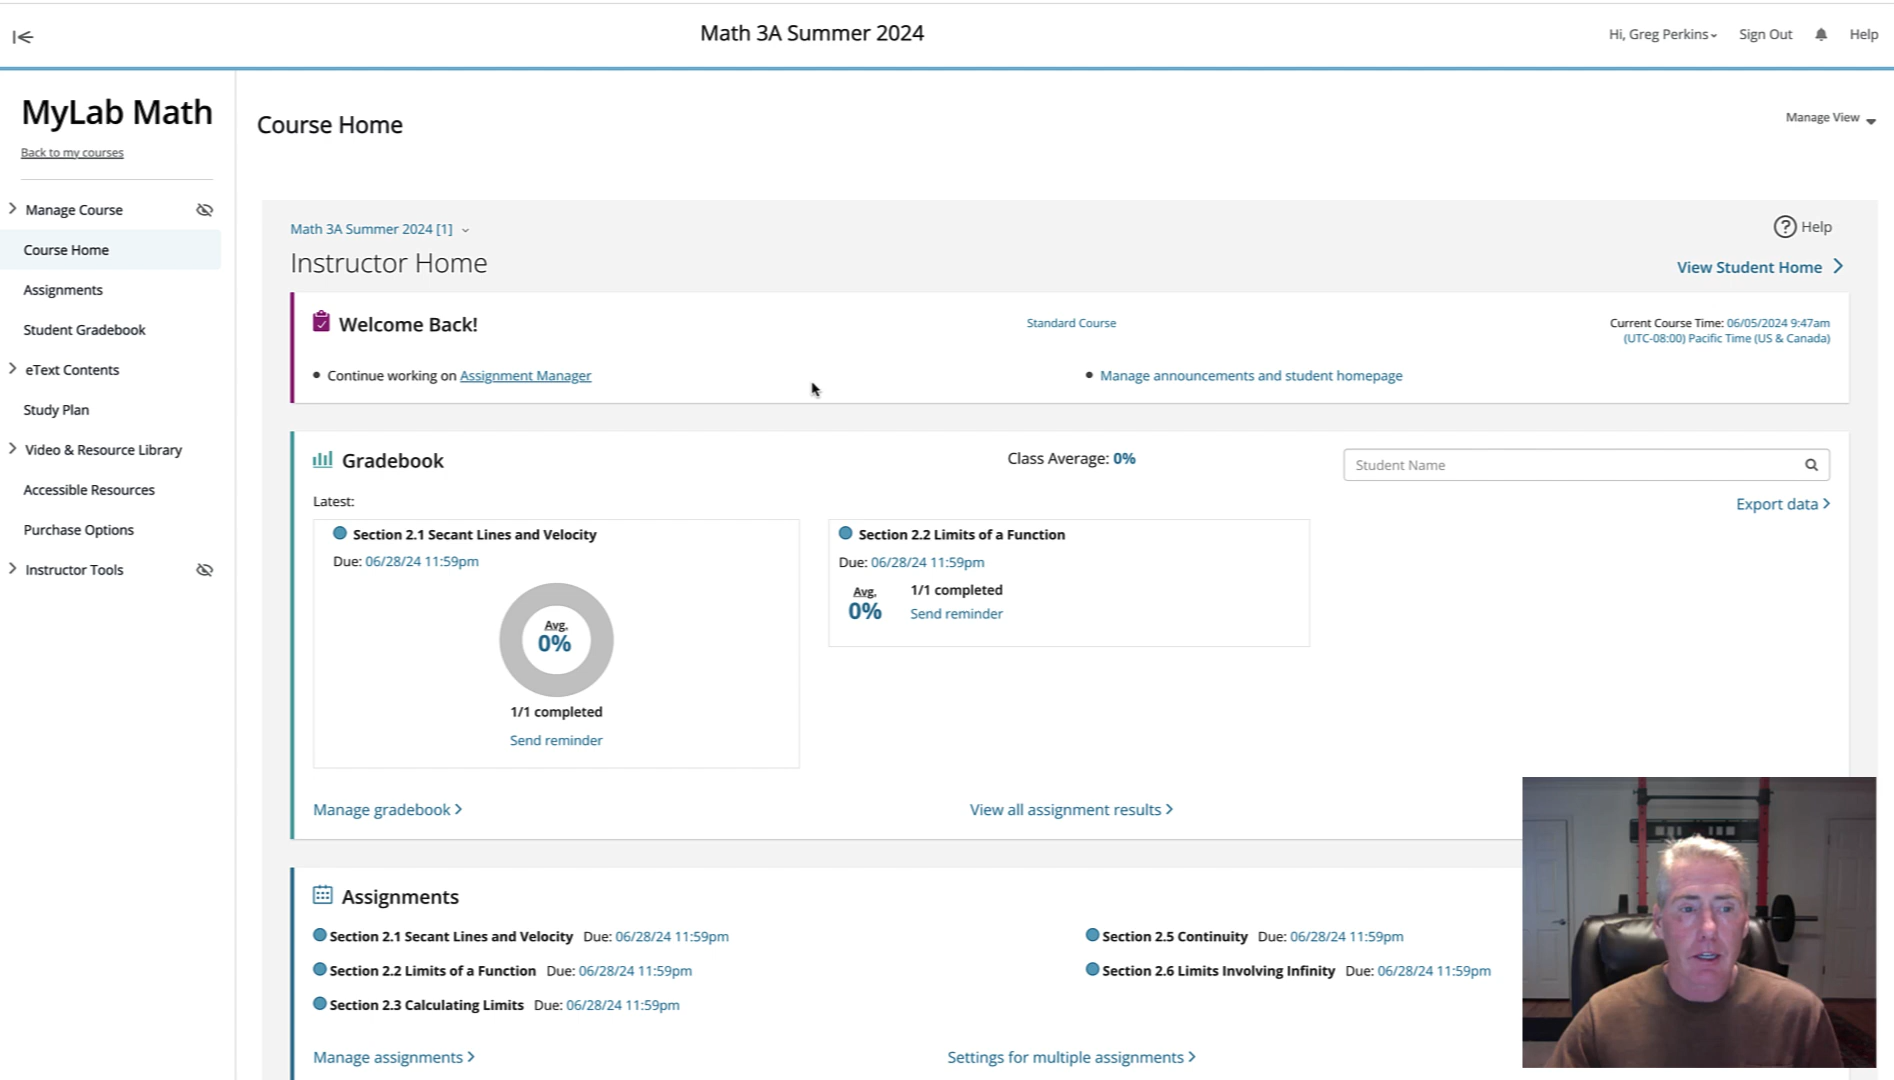 Math 3A Summer 2024
Hi, Greg Perkins
Sign Out
Help
MyLab Math
Back to my courses
Manage Course
Course Home
Assignments
Student Gradebook
eText Contents
Study Plan
Video & Resource Library
Accessible Resources
Purchase Options
Instructor Tools
Course Home
Manage View
Math 3A Summer 2024 [1]
? Help
Instructor Home
View Student Home
Welcome Back!
Standard Course
Current Course Time: 06/05/2024 9:47am
(UTC-08:00) Pacific Time (US & Canada)
• Continue working on Assignment Manager
• Manage announcements and student homepage
Gradebook
Class Average: 0%
Student Name
Export data
Latest:
Section 2.1 Secant Lines and Velocity
Due: 06/28/24 11:59pm
Avg.
0%
1/1 completed
Send reminder
Section 2.2 Limits of a Function
Due: 06/28/24 11:59pm
Avg.
0%
1/1 completed
Send reminder
Manage gradebook
View all assignment results
Assignments
Section 2.1 Secant Lines and Velocity Due: 06/28/24 11:59pm
Section 2.2 Limits of a Function Due: 06/28/24 11:59pm
Section 2.3 Calculating Limits Due: 06/28/24 11:59pm
Section 2.5 Continuity Due: 06/28/24 11:59pm
Section 2.6 Limits Involving Infinity Due: 06/28/24 11:59pm
Manage assignments
Settings for multiple assignments